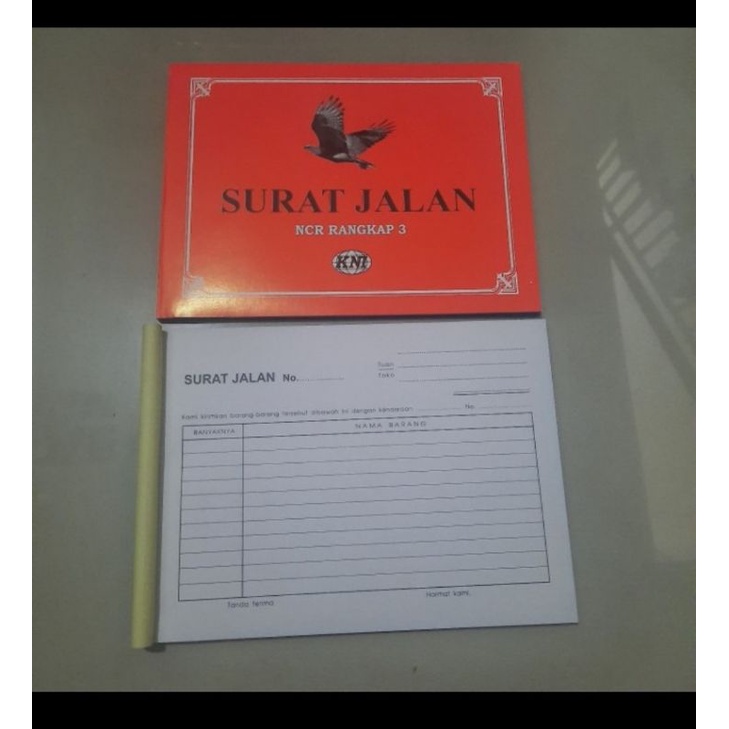 SURAT JALAN
NCR RANGKAP 3
KNI
Tuan
SURAT JALAN No.
Toko
Kami kirimkan barang-barang tersebut dibawah ini dengan kendaraan No.
BANYAKNYA NAMA BARANG
Tanda terima, Hormat kami,